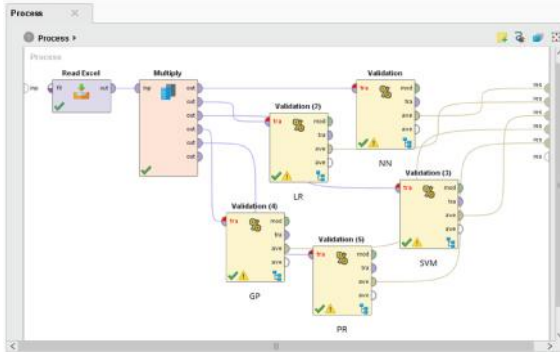 Process
Process
Process
inp
Read Excel
fil
out
Multiply
inp
out
out
out
out
out
out
Validation
tra
mod
tra
ave
ave
NN
Validation (2)
tra
mod
tra
ave
ave
LR
Validation (3)
tra
mod
tra
ave
ave
SVM
Validation (4)
tra
mod
tra
ave
ave
GP
Validation (5)
tra
mod
tra
ave
ave
PR
res
res
res
res
res
res